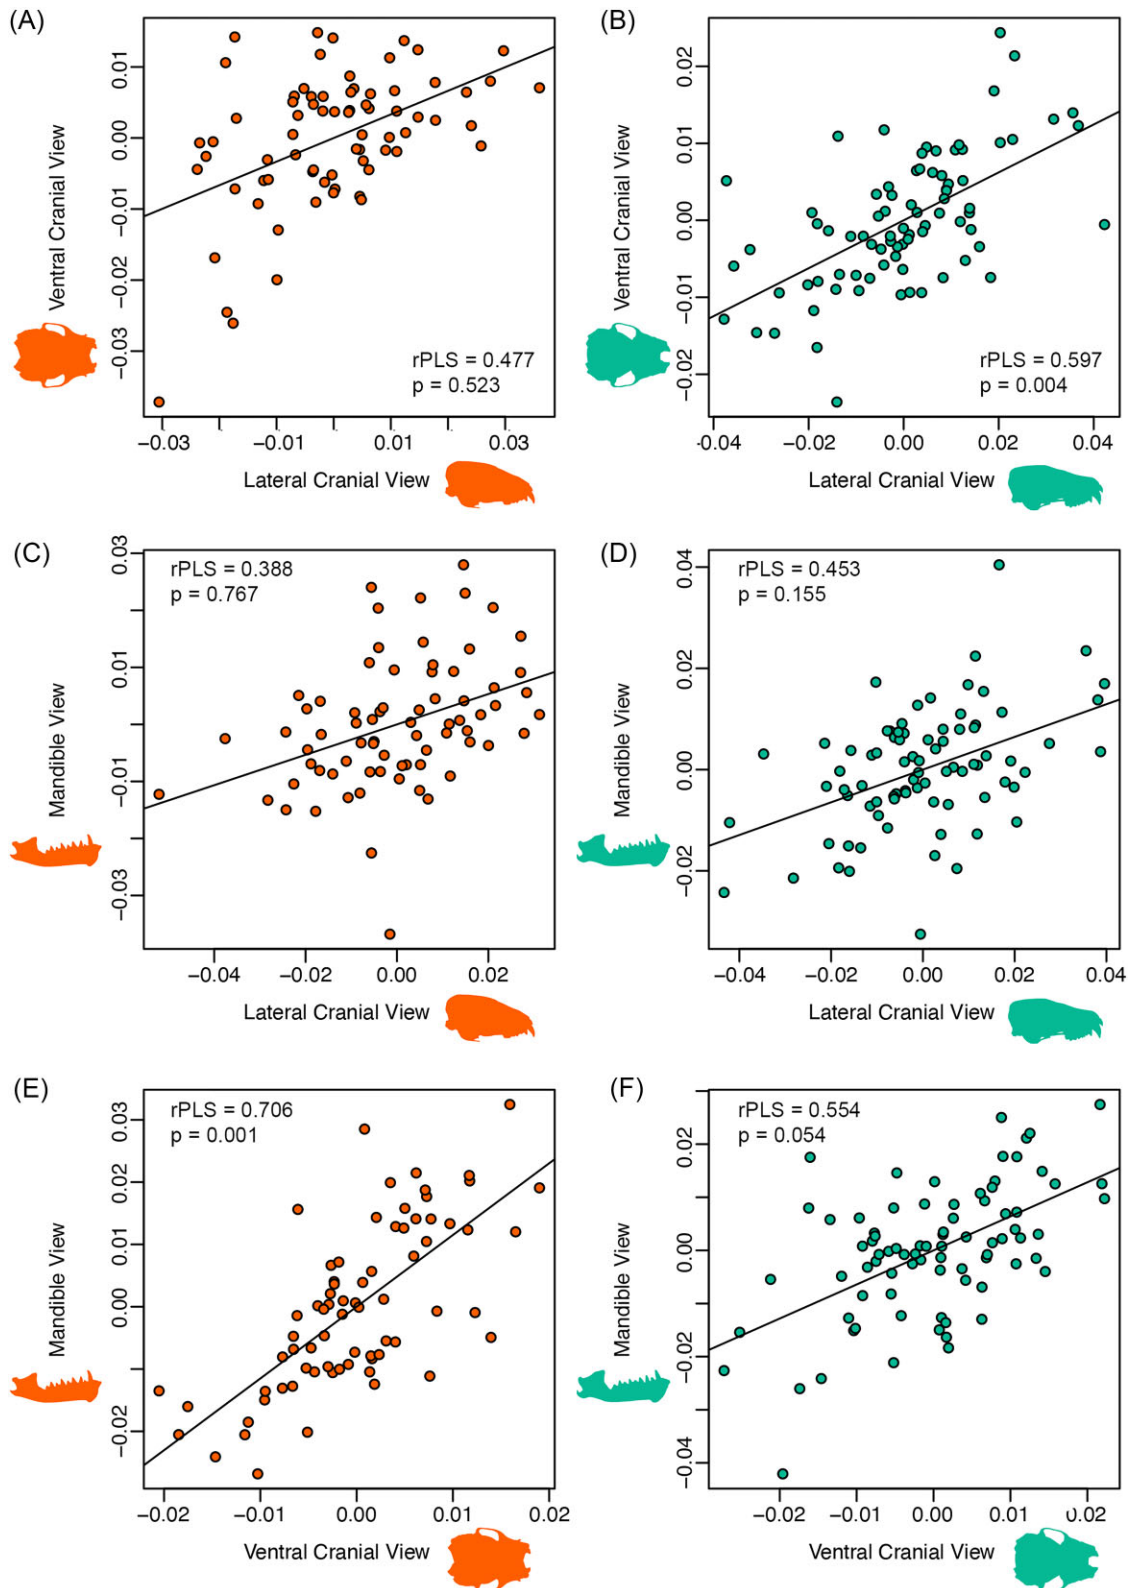 (A)
0.01
0.00
−0.01
−0.02
−0.03
Ventral Cranial View
rPLS = 0.477
p = 0.523
−0.03
−0.01
0.01
0.03
Lateral Cranial View
(B)
0.02
0.01
0.00
−0.01
−0.02
Ventral Cranial View
rPLS = 0.597
p = 0.004
−0.04
−0.02
0.00
0.02
0.04
Lateral Cranial View
(C)
0.03
0.01
−0.01
−0.03
Mandible View
rPLS = 0.388
p = 0.767
−0.04
−0.02
0.00
0.02
Lateral Cranial View
(D)
0.04
0.02
0.00
−0.02
Mandible View
rPLS = 0.453
p = 0.155
−0.04
−0.02
0.00
0.02
0.04
Lateral Cranial View
(E)
0.03
0.01
0.00
−0.02
Mandible View
rPLS = 0.706
p = 0.001
−0.02
−0.01
0.00
0.01
0.02
Ventral Cranial View
(F)
0.02
0.00
−0.02
−0.04
Mandible View
rPLS = 0.554
p = 0.054
−0.02
−0.01
0.00
0.01
0.02
Ventral Cranial View